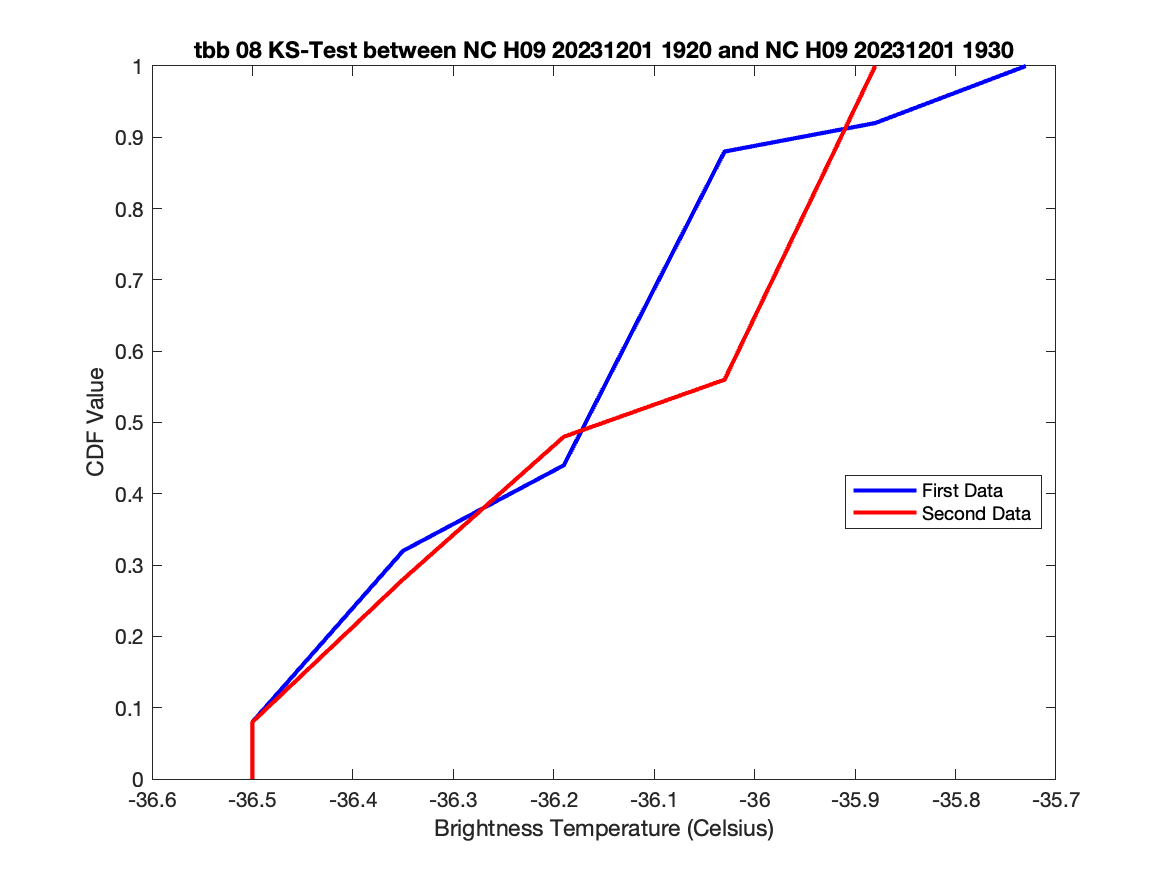 tbb 08 KS-Test between NC H09 20231201 1920 and NC H09 20231201 1930
1
0.9
0.8
0.7
0.6
0.5
0.4
0.3
0.2
0.1
0
CDF Value
First Data
Second Data
-36.6 -36.5 -36.4 -36.3 -36.2 -36.1 -36 -35.9 -35.8 -35.7
Brightness Temperature (Celsius)